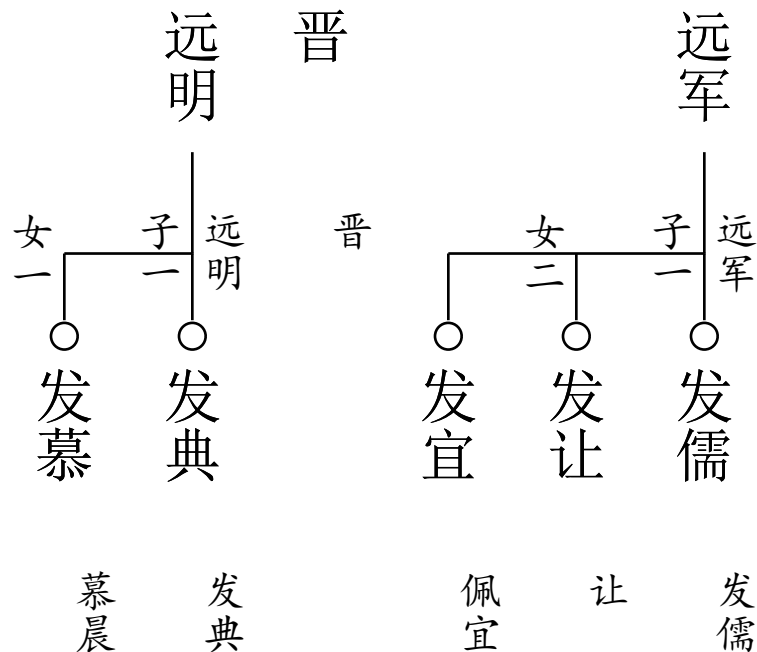 远军
晋
远明
远军
子一
女二
晋
远明
子一
女一
发儒
发让
发宜
发典
发慕
发儒
让
佩宜
发典
慕晨